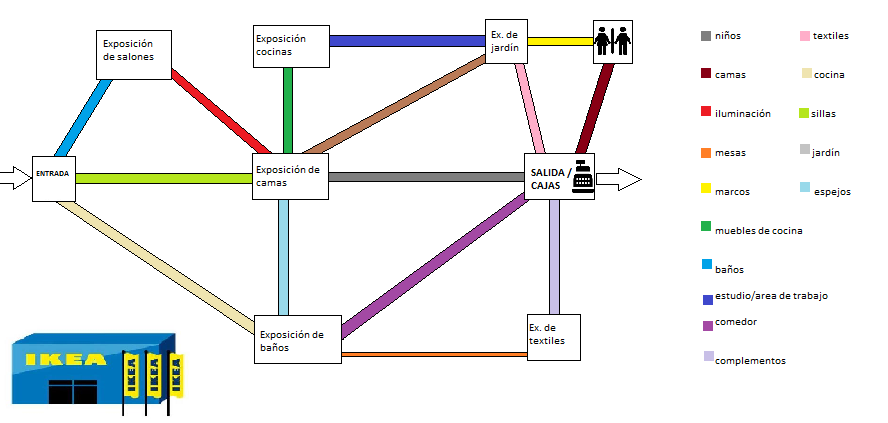 Exposición
de salones
Exposición
cocinas
Ex. de
jardín
ENTRADA
Exposición de
camas
SALIDA /
CAJAS
Exposición de
baños
Ex. de
textiles
IKEA
IKEA
IKEA
IKEA
niños
textiles
camas
cocina
iluminación
sillas
mesas
jardín
marcos
espejos
muebles de cocina
baños
estudio/area de trabajo
comedor
complementos